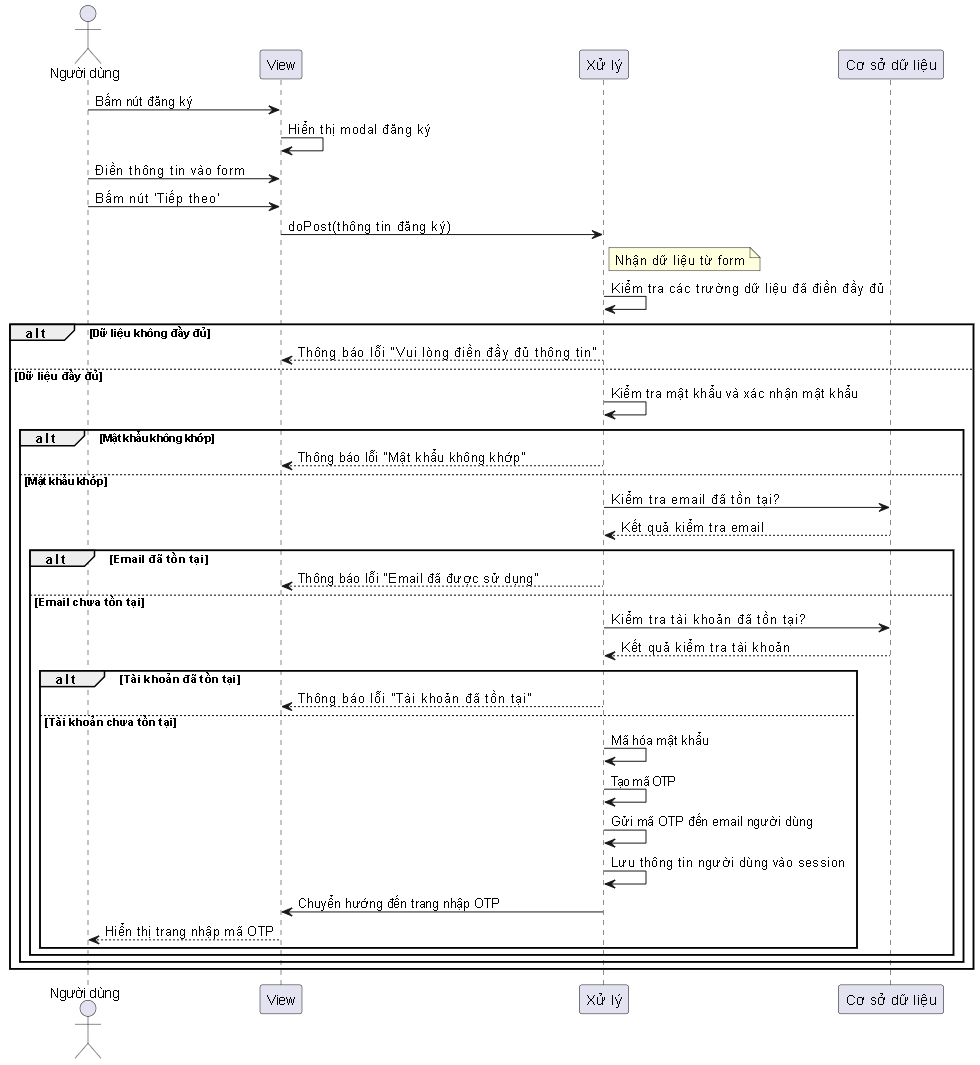 Người dùng
View
Xử lý
Cơ sở dữ liệu
Bấm nút đăng ký
Hiển thị modal đăng ký
Điền thông tin vào form
Bấm nút 'Tiếp theo'
doPost(thông tin đăng ký)
Nhận dữ liệu từ form
Kiểm tra các trường dữ liệu đã điền đầy đủ
alt [Dữ liệu không đầy đủ]
Thông báo lỗi "Vui lòng điền đầy đủ thông tin"
[Dữ liệu đầy đủ]
Kiểm tra mật khẩu và xác nhận mật khẩu
alt [Mật khẩu không khớp]
Thông báo lỗi "Mật khẩu không khớp"
[Mật khẩu khớp]
Kiểm tra email đã tồn tại?
Kết quả kiểm tra email
alt [Email đã tồn tại]
Thông báo lỗi "Email đã được sử dụng"
[Email chưa tồn tại]
Kiểm tra tài khoản đã tồn tại?
Kết quả kiểm tra tài khoản
alt [Tài khoản đã tồn tại]
Thông báo lỗi "Tài khoản đã tồn tại"
[Tài khoản chưa tồn tại]
Mã hóa mật khẩu
Tạo mã OTP
Gửi mã OTP đến email người dùng
Lưu thông tin người dùng vào session
Chuyển hướng đến trang nhập OTP
Hiển thị trang nhập mã OTP
Người dùng
View
Xử lý
Cơ sở dữ liệu